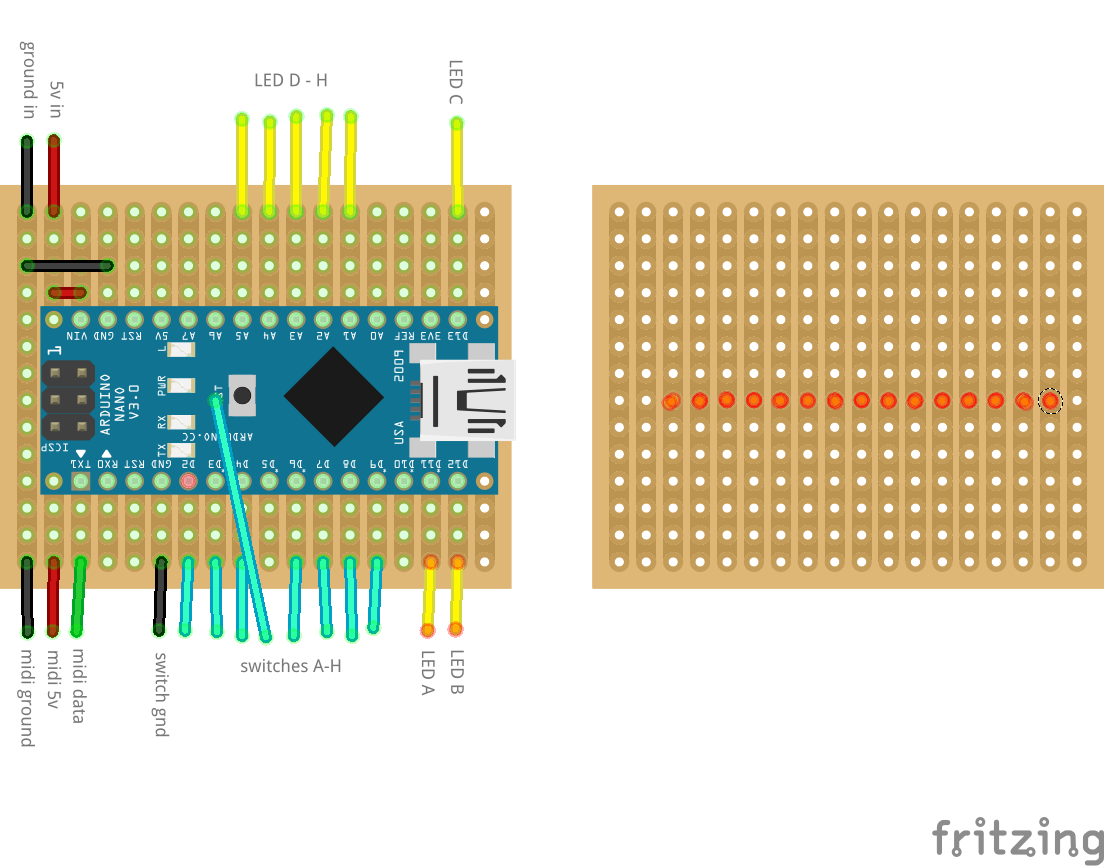 ground in
5v in
LED D - H
LED C
VIN
GND
RST
5V
A7
A6
A5
A4
A3
A2
A1
A0
REF
3V3
D13
1
L
PWR
RX
TX
ARDUINO
NANO
V3.0
ARDUINO.CC
ICSP
USA
TX1
RX0
RST
GND
D2
D3
D4
D5
D6
D7
D8
D9
D10
D11
D12
midi ground
midi 5v
midi data
switch gnd
switches A-H
LED A
LED B
fritzing